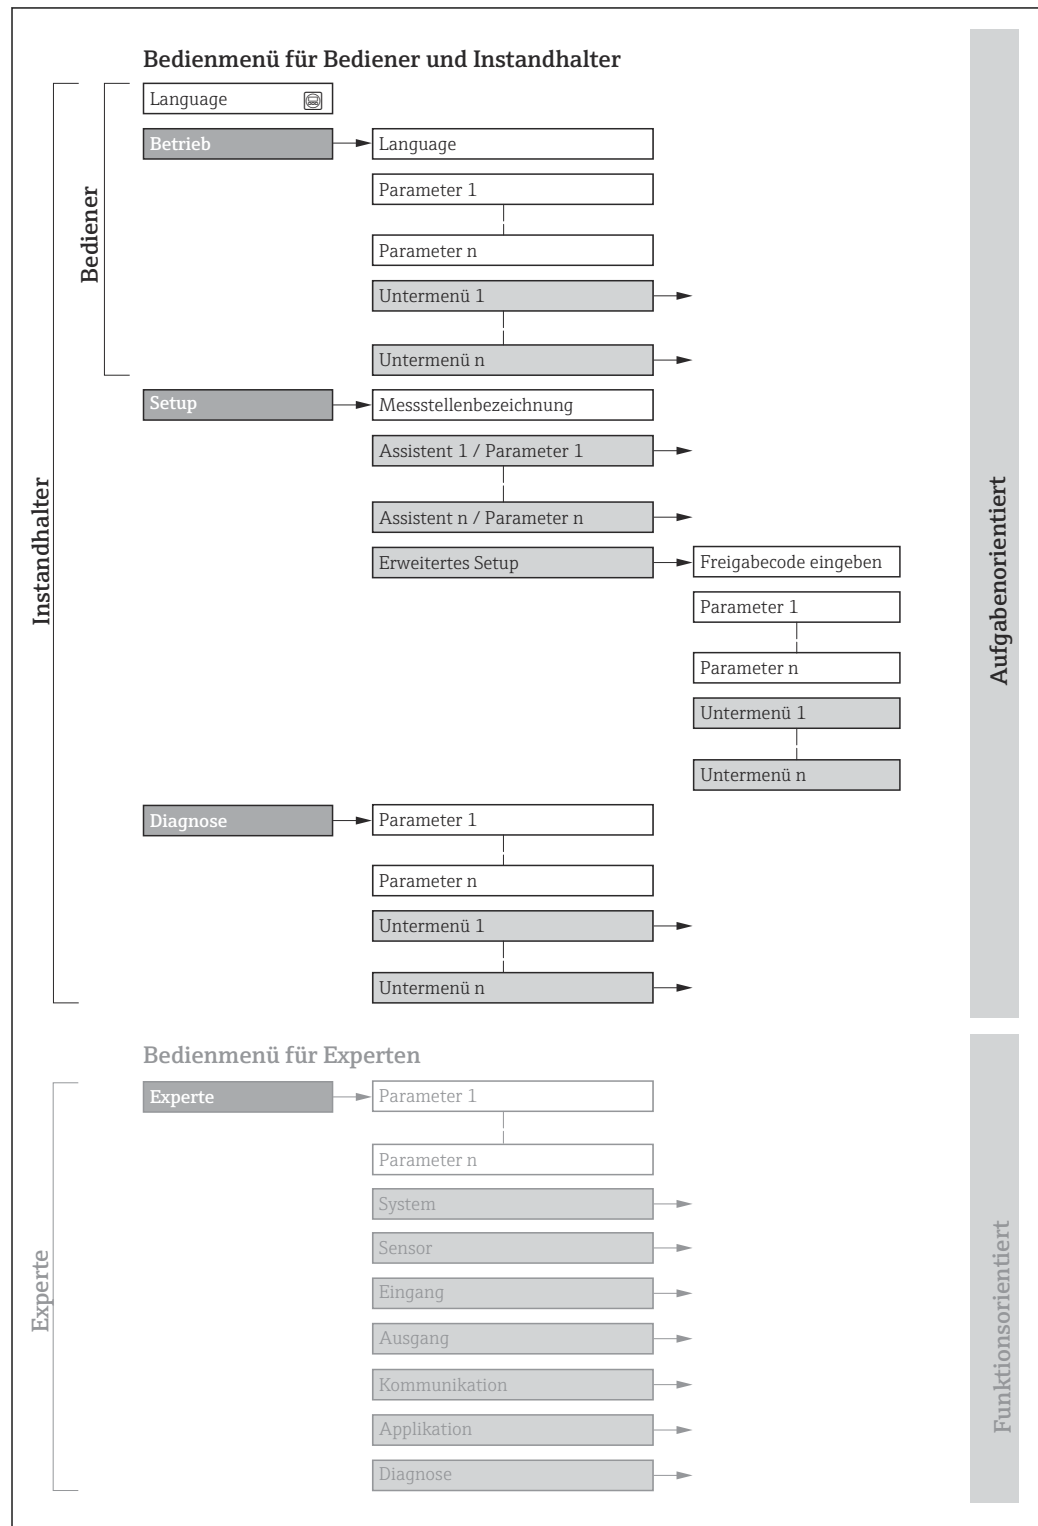 Bedienmenü für Bediener und Instandhalter
Language
Betrieb
Language
Parameter 1
Parameter n
Untermenü 1
Untermenü n
Bediener
Setup
Messstellenbezeichnung
Assistent 1 / Parameter 1
Assistent n / Parameter n
Erweitertes Setup
Freigabecode eingeben
Parameter 1
Parameter n
Untermenü 1
Untermenü n
Instandhalter
Aufgabenorientiert
Diagnose
Parameter 1
Parameter n
Untermenü 1
Untermenü n
Bedienmenü für Experten
Experte
Parameter 1
Parameter n
System
Sensor
Eingang
Ausgang
Kommunikation
Applikation
Diagnose
Experte
Funktionsorientiert